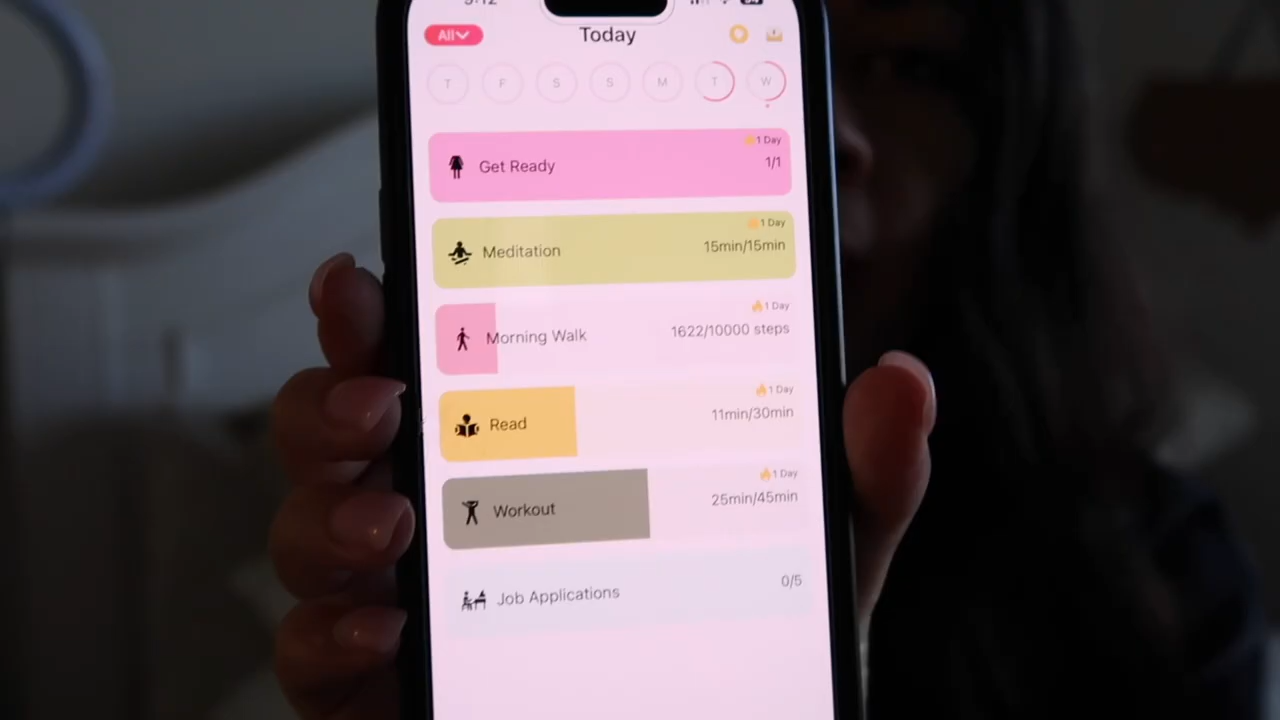 All
Today
T F S S M T W
1 Day
Get Ready 1/1
1 Day
Meditation 15min/15min
1 Day
Morning Walk 1622/10000 steps
1 Day
Read 11min/30min
1 Day
Workout 25min/45min
Job Applications 0/5